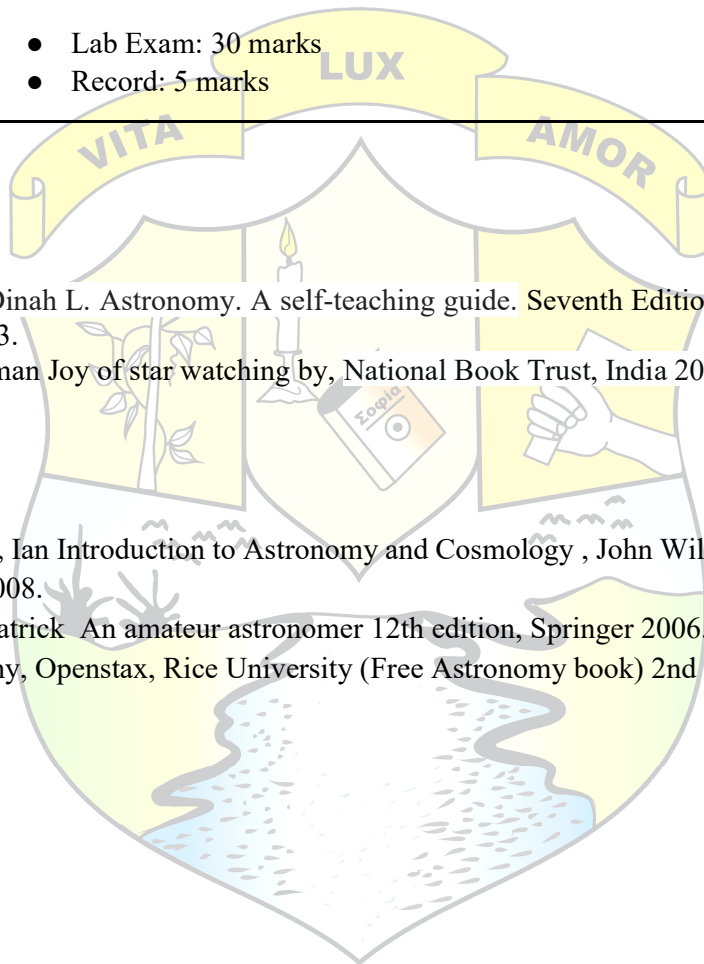 ● Lab Exam: 30 marks
LUX
● Record: 5 marks
VITA
AMOR
Dinah L. Astronomy. A self-teaching guide. Seventh Editio
3.
man Joy of star watching by, National Book Trust, India 20
Σοφία
, Ian Introduction to Astronomy and Cosmology , John Wil
008.
atrick An amateur astronomer 12th edition, Springer 2006.
ny, Openstax, Rice University (Free Astronomy book) 2nd